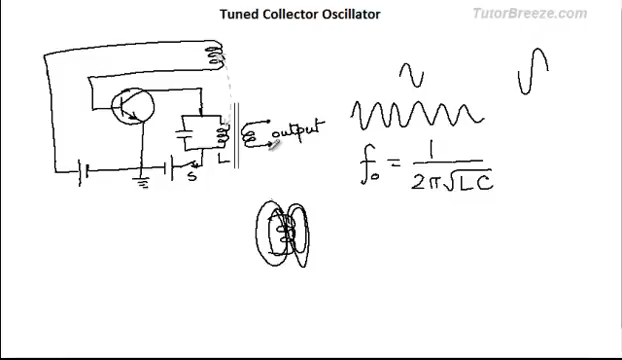 Tuned Collector Oscillator
TutorBreeze.com
output
L
S
f₀ = 1 / 2π√LC